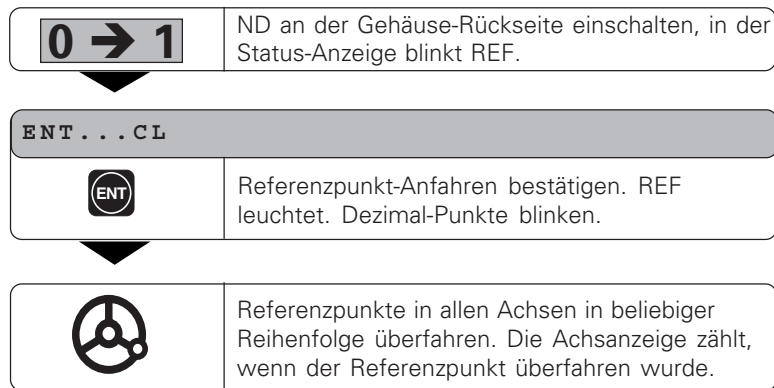 0 → 1
ND an der Gehäuse-Rückseite einschalten, in der
Status-Anzeige blinkt REF.
ENT...CL
ENT
Referenzpunkt-Anfahren bestätigen. REF
leuchtet. Dezimal-Punkte blinken.
Referenzpunkte in allen Achsen in beliebiger
Reihenfolge überfahren. Die Achsanzeige zählt,
wenn der Referenzpunkt überfahren wurde.